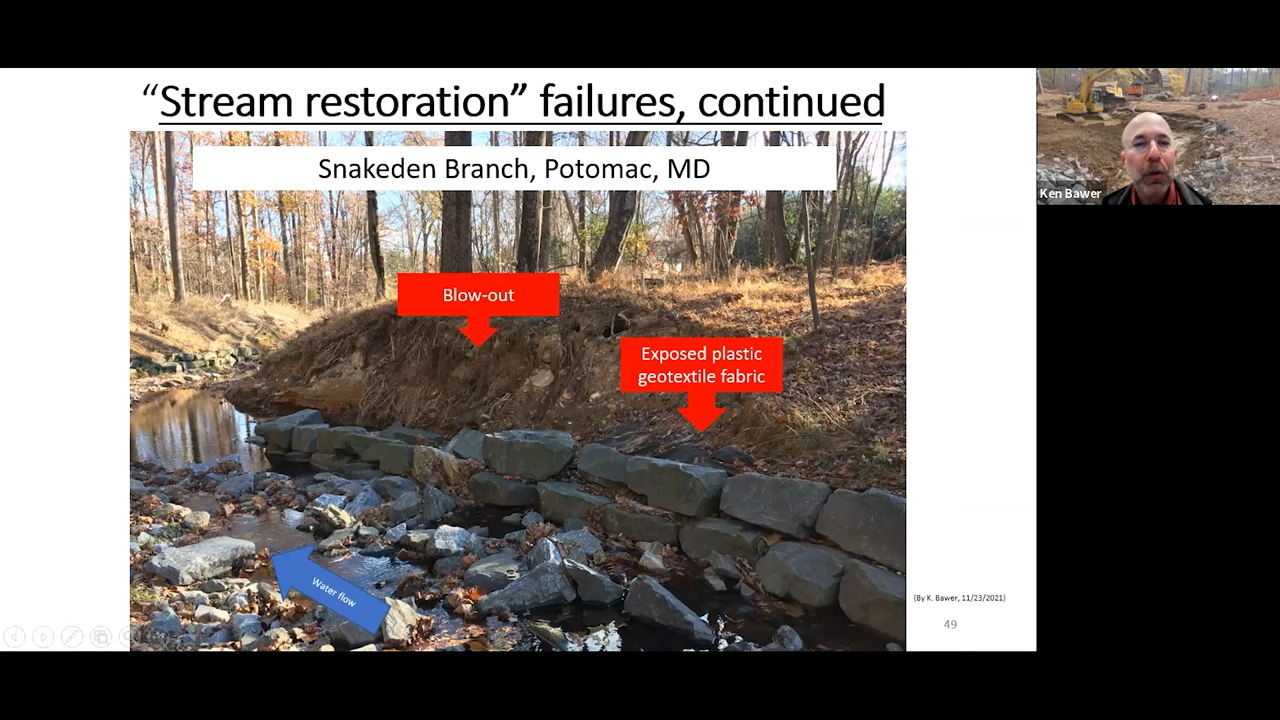 “Stream restoration” failures, continued
Snakeden Branch, Potomac, MD
Ken Bawer
Blow-out
Exposed plastic
geotextile fabric
Water flow
(By K. Bawer, 11/23/2021)
49